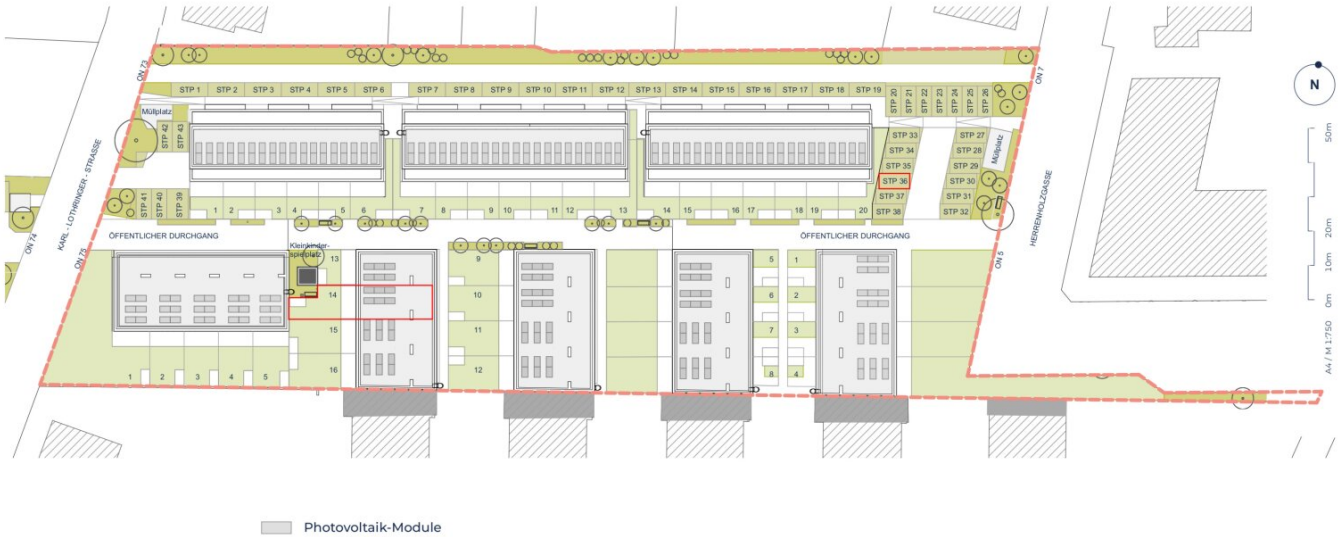 ON 73
ON 7
STP 1 STP 2 STP 3 STP 4 STP 5 STP 6 STP 7 STP 8 STP 9 STP 10 STP 11 STP 12 STP 13 STP 14 STP 15 STP 16 STP 17 STP 18 STP 19 STP 20 STP 21 STP 22 STP 23 STP 24 STP 25 STP 26
N
Müllplatz
STP 42 STP 43
STP 33 STP 27
STP 34 STP 28
Müllplatz
STP 35 STP 29
STP 36 STP 30
STP 37 STP 31
STP 38 STP 32
KARL - LOTHRINGER - STRASSE
HERRENHOLZGASSE
STP 41 STP 40 STP 39
1 2 3 4 5 6 7 8 9 10 11 12 13 14 15 16 17 18 19 20
ÖFFENTLICHER DURCHGANG
ÖFFENTLICHER DURCHGANG
ON 74
ON 75
ON 5
Kleinkinder-
spielplatz
13 9 5 1
14 10 6 2
15 11 7 3
16 12 8 4
1 2 3 4 5
50m
20m
10m
0m
A4 / M 1:750
Photovoltaik-Module